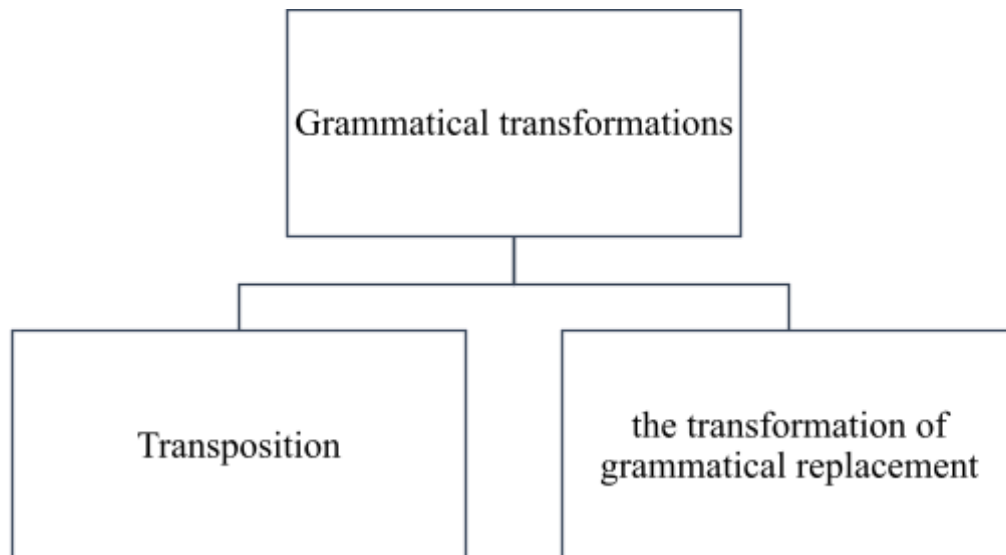 Grammatical transformations
Transposition
the transformation of
grammatical replacement